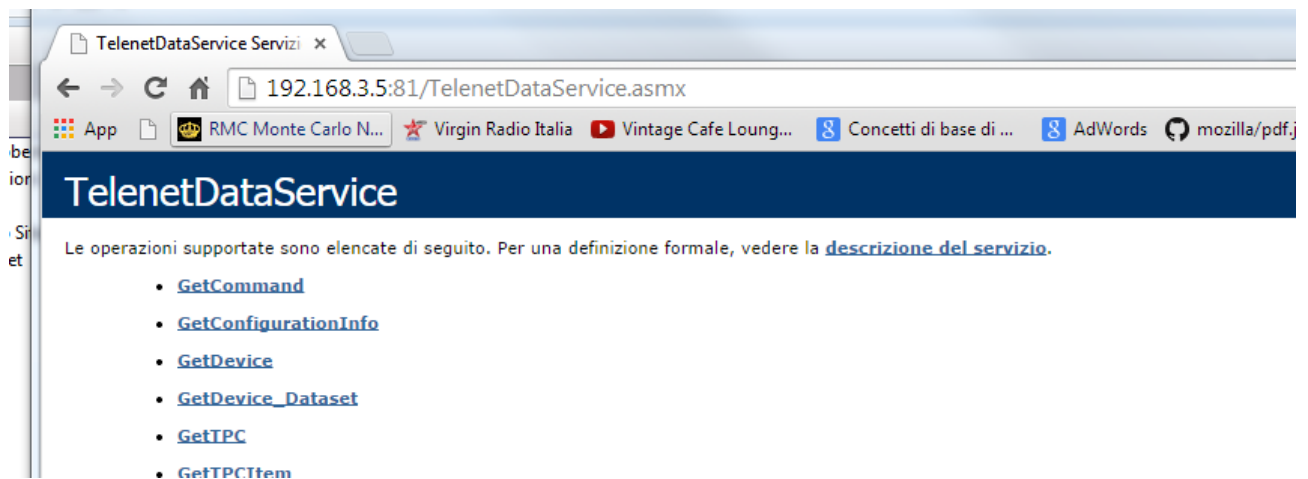 TelenetDataService Servizi
192.168.3.5:81/TelenetDataService.asmx
App RMC Monte Carlo N... Virgin Radio Italia Vintage Cafe Loung... Concetti di base di ... AdWords mozilla/pdf.j
TelenetDataService
Le operazioni supportate sono elencate di seguito. Per una definizione formale, vedere la descrizione del servizio.
• GetCommand
• GetConfigurationInfo
• GetDevice
• GetDevice_Dataset
• GetTPC
• GetTPCItem